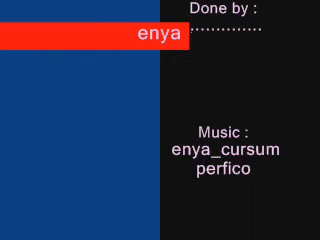 Done by :
..............
enya
Music :
enya_cursum
perfico